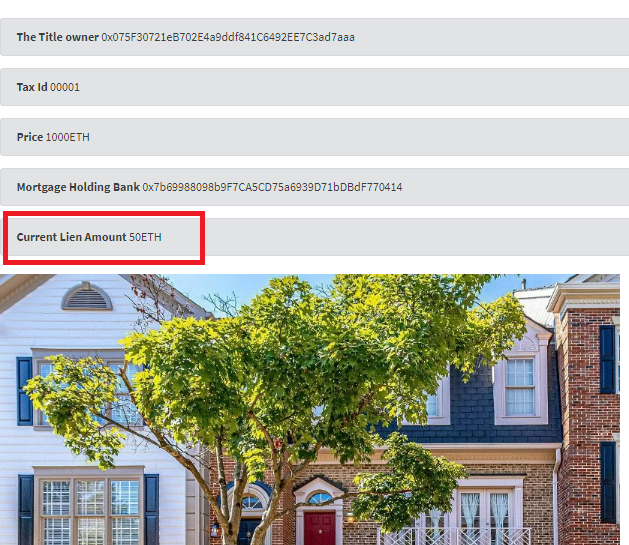 The Title owner 0x075F30721eB702E4a9ddf841C6492EE7C3ad7aaa
Tax Id 00001
Price 1000ETH
Mortgage Holding Bank 0x7b69988098b9F7CA5CD75a6939D71bDBdF770414
Current Lien Amount 50ETH